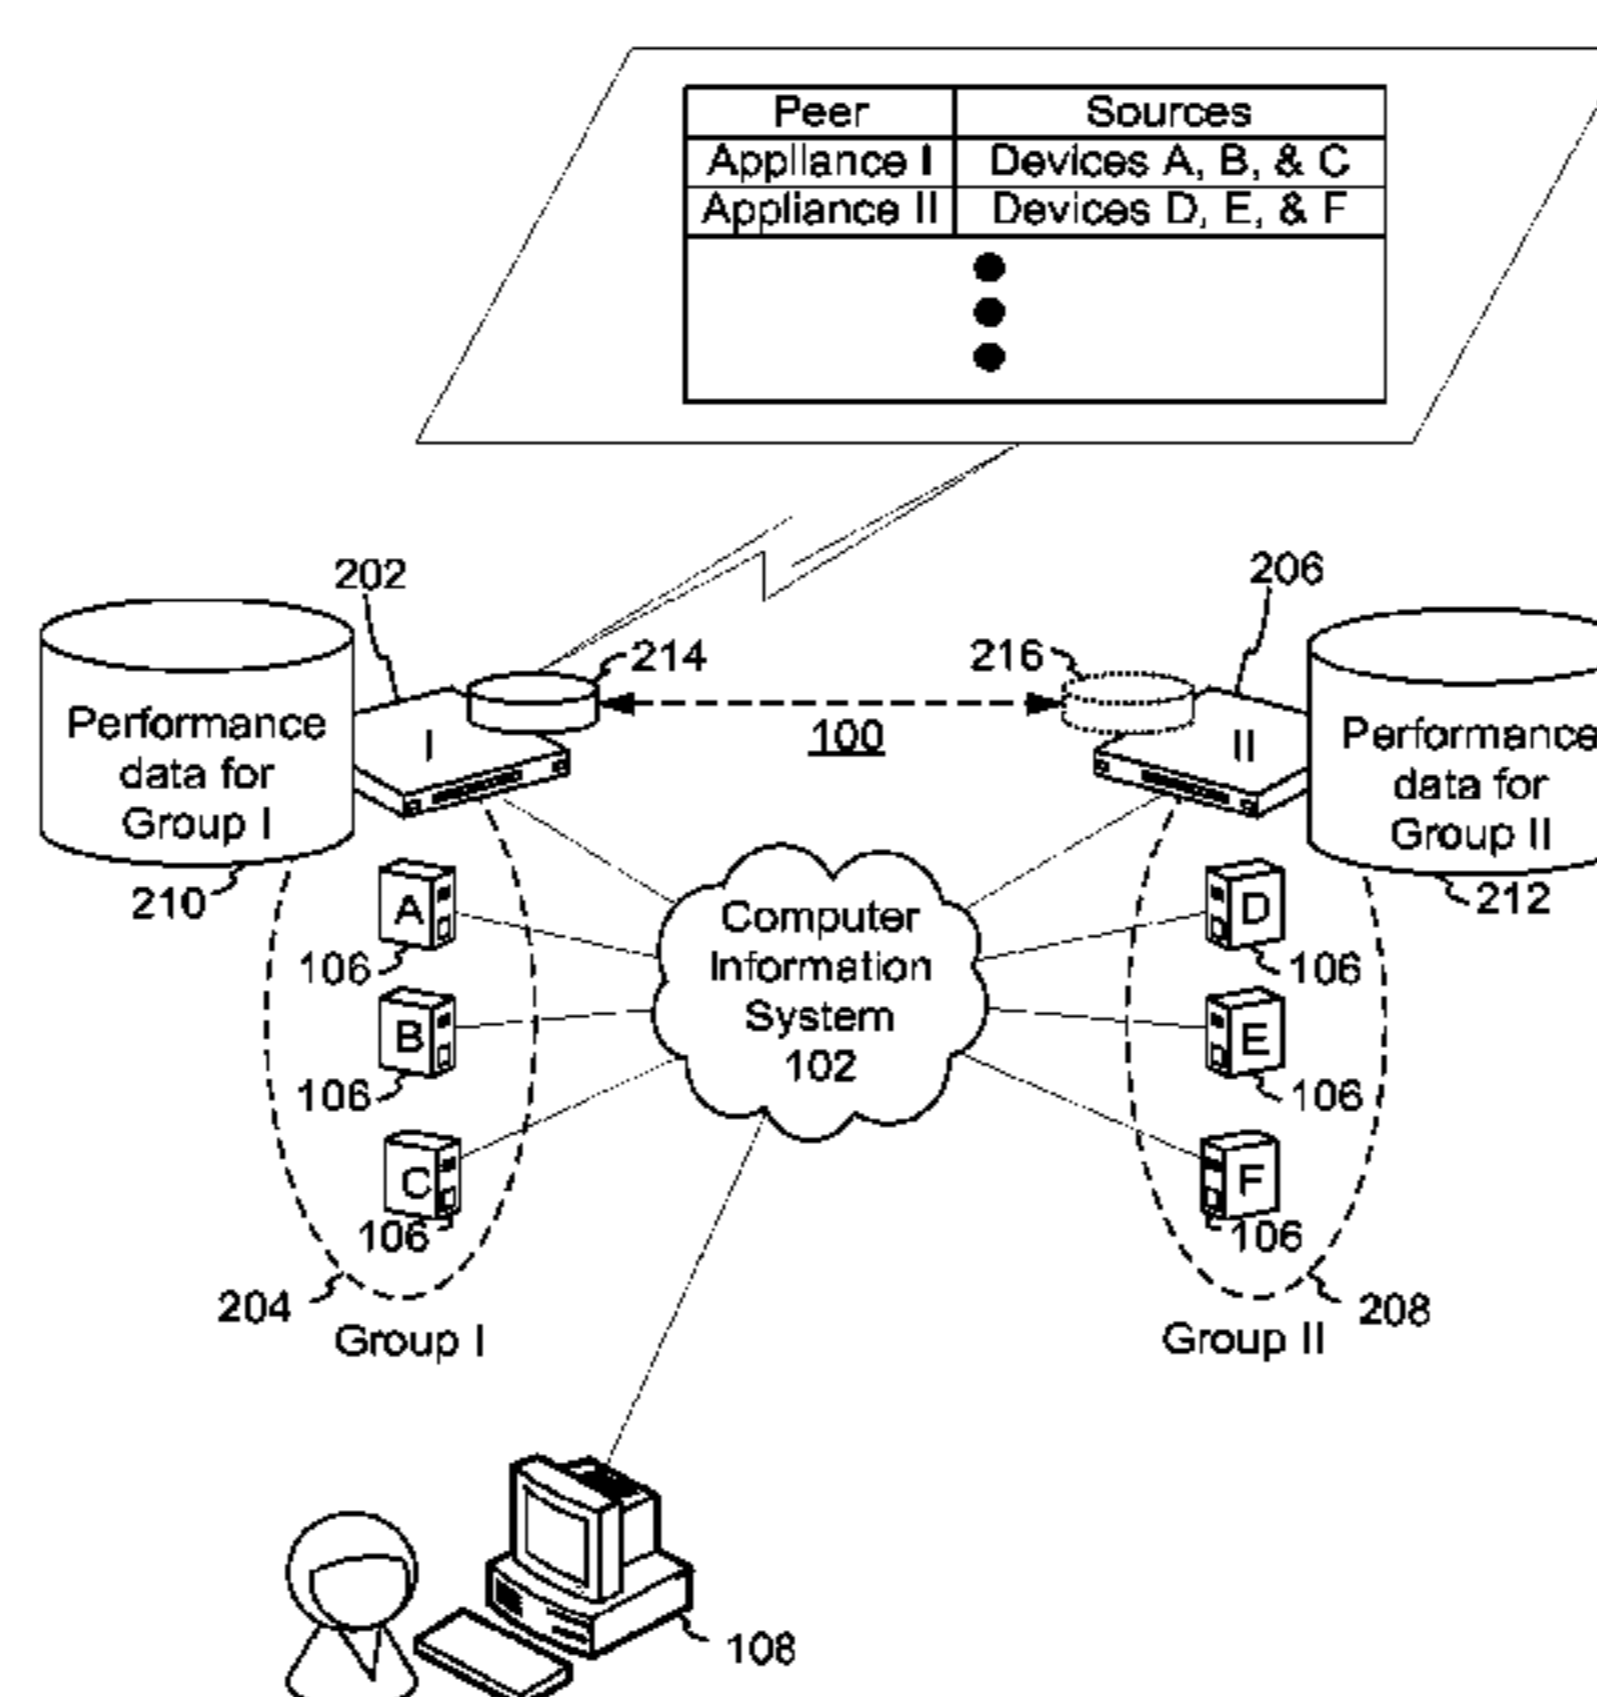 Peer Sources
Appliance I Devices A, B, & C
Appliance II Devices D, E, & F
202
206
214
216
100
I
II
Performance
data for
Group I
Performance
data for
Group II
210
212
A
106
B
106
C
106
Computer
Information
System
102
D
106
E
106
F
106
204
Group I
208
Group II
108